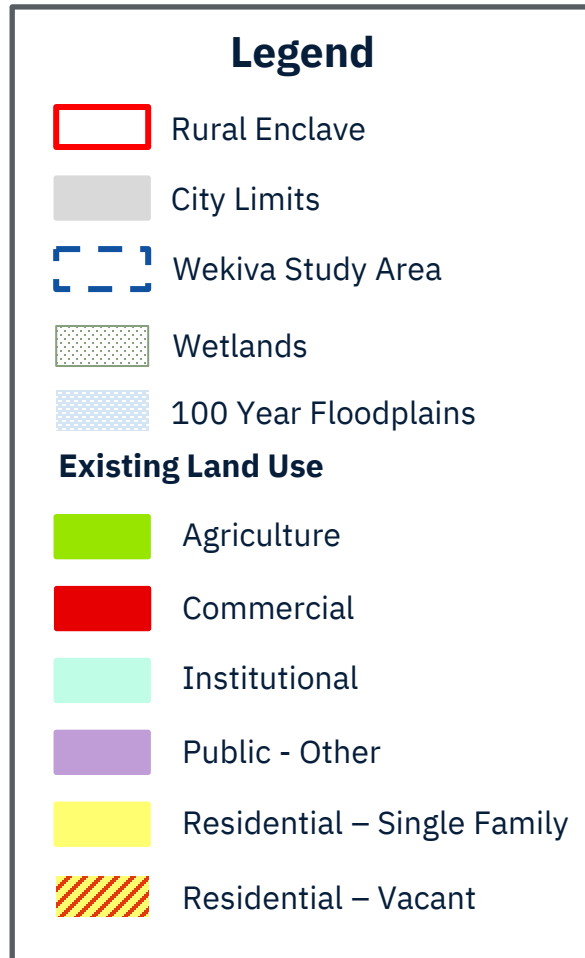 Legend
Rural Enclave
City Limits
Wekiva Study Area
Wetlands
100 Year Floodplains
Existing Land Use
Agriculture
Commercial
Institutional
Public - Other
Residential – Single Family
Residential – Vacant